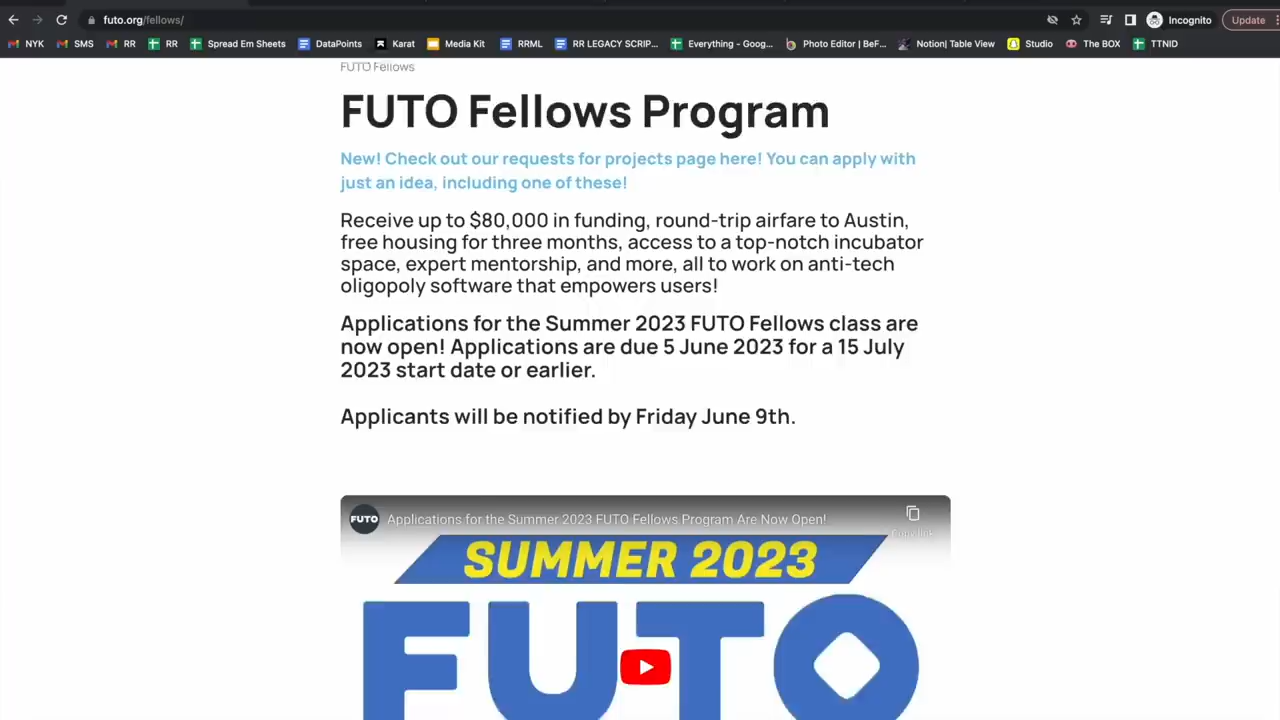 futo.org/fellows/
Incognito
Update
NYK
SMS
RR
RR
Spread Em Sheets
DataPoints
Karat
Media Kit
RRML
RR LEGACY SCRIP...
Everything - Goog...
Photo Editor | BeF...
Notion| Table View
Studio
The BOX
TTNID
FUTO Fellows
FUTO Fellows Program
New! Check out our requests for projects page here! You can apply with
just an idea, including one of these!
Receive up to $80,000 in funding, round-trip airfare to Austin,
free housing for three months, access to a top-notch incubator
space, expert mentorship, and more, all to work on anti-tech
oligopoly software that empowers users!
Applications for the Summer 2023 FUTO Fellows class are
now open! Applications are due 5 June 2023 for a 15 July
2023 start date or earlier.
Applicants will be notified by Friday June 9th.
FUTO
Applications for the Summer 2023 FUTO Fellows Program Are Now Open!
Copy link
SUMMER 2023
FUTO